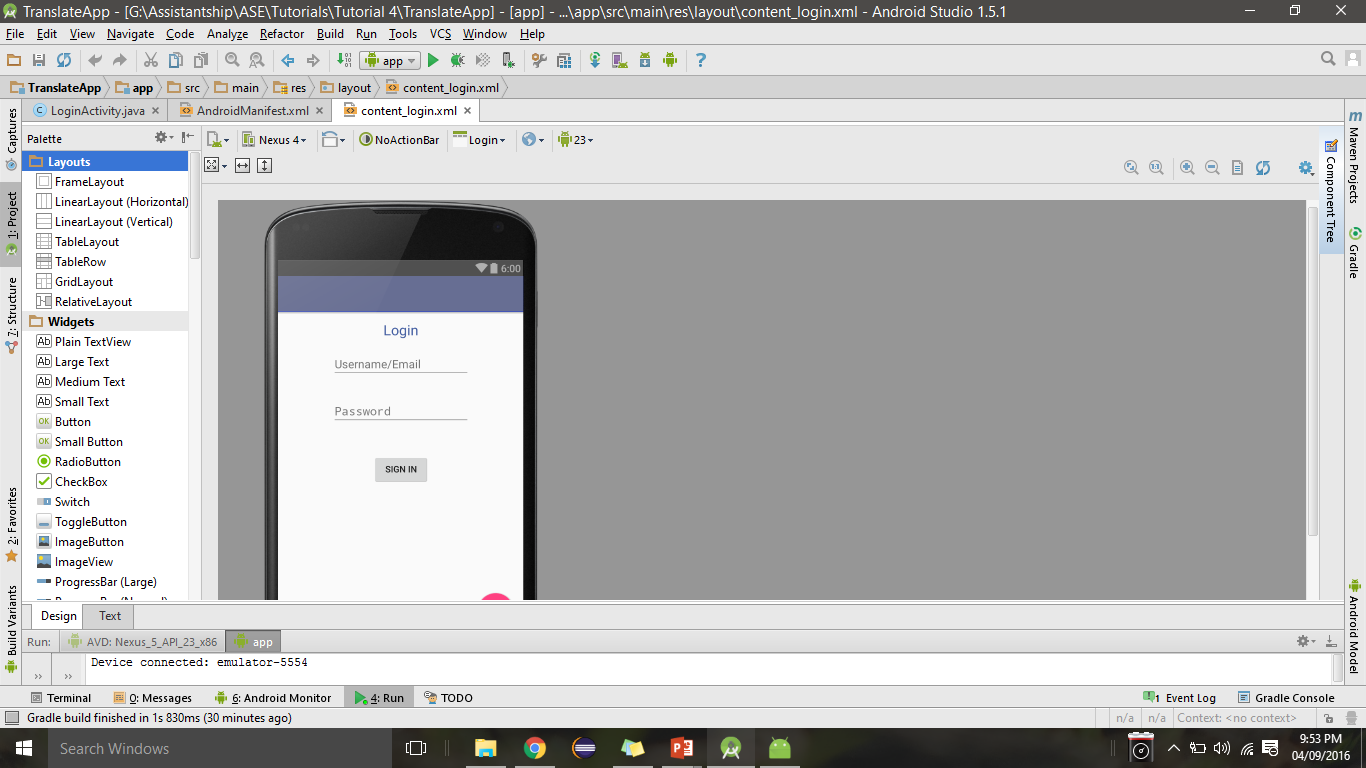 TranslateApp - [G:\Assistantship\ASE\Tutorials\Tutorial 4\TranslateApp] - [app] - ...\app\src\main\res\layout\content_login.xml - Android Studio 1.5.1
File Edit View Navigate Code Analyze Refactor Build Run Tools VCS Window Help
app
TranslateApp app src main res layout content_login.xml
LoginActivity.java AndroidManifest.xml content_login.xml
Palette
Nexus 4 NoActionBar Login 23
Layouts
FrameLayout
LinearLayout (Horizontal)
LinearLayout (Vertical)
TableLayout
TableRow
GridLayout
RelativeLayout
Widgets
Ab Plain TextView
Ab Large Text
Ab Medium Text
Ab Small Text
OK Button
OK Small Button
RadioButton
CheckBox
Switch
ToggleButton
ImageButton
ImageView
ProgressBar (Large)
6:00
Login
Username/Email
Password
SIGN IN
Captures
1: Project
7: Structure
2: Favorites
Build Variants
Component Tree
m Maven Projects
Gradle
Android Model
Design Text
Run: AVD: Nexus_5_API_23_x86 app
Device connected: emulator-5554
Terminal 0: Messages 6: Android Monitor 4: Run TODO 1 Event Log Gradle Console
Gradle build finished in 1s 830ms (30 minutes ago) n/a n/a Context: <no context>
Search Windows
9:53 PM
04/09/2016